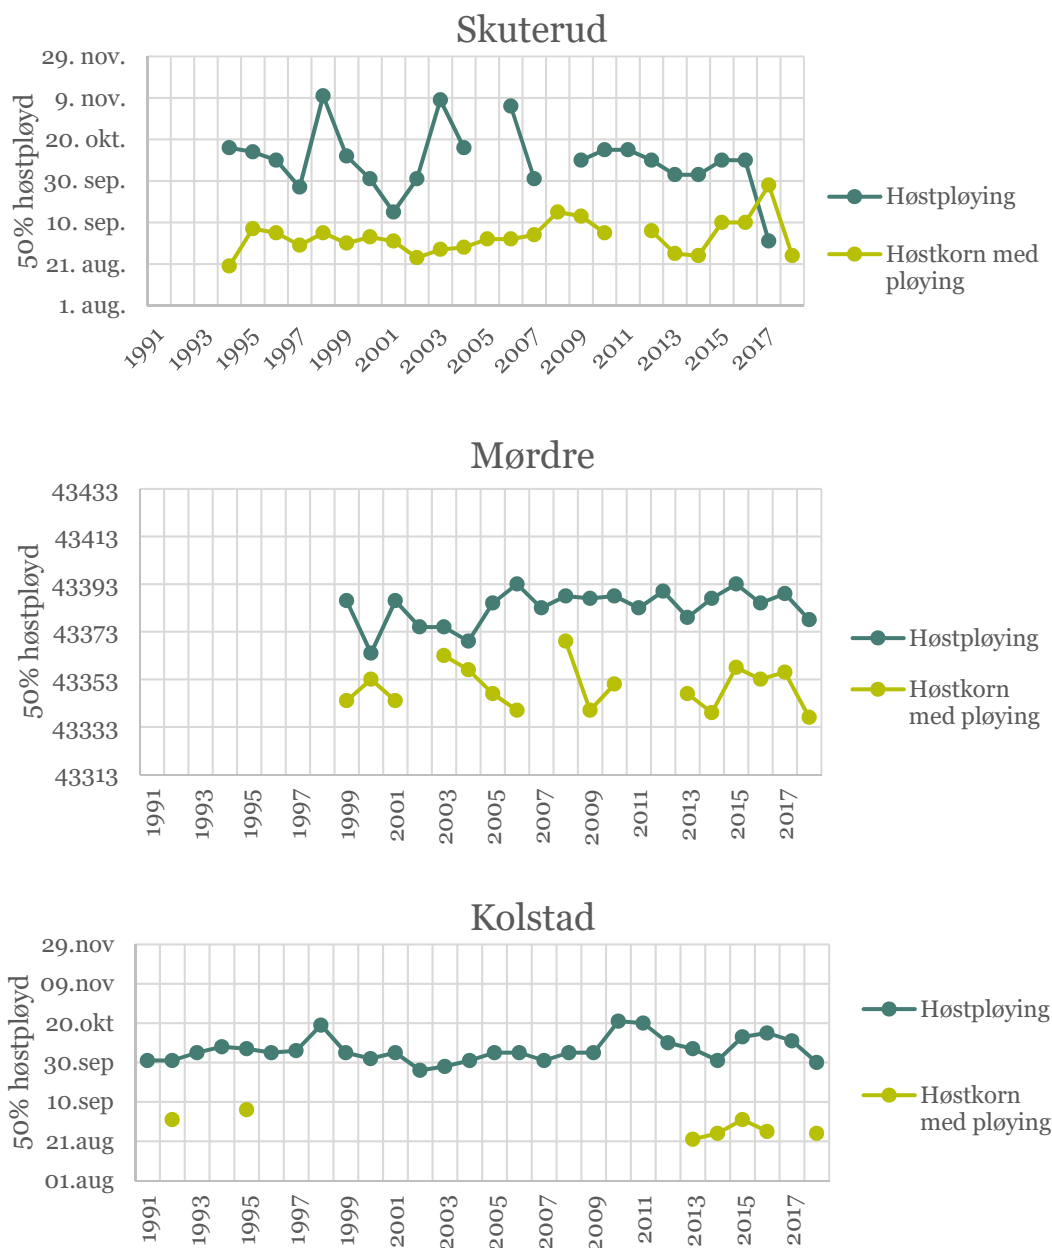 Skuterud
50% høstpløyd
29. nov.
9. nov.
20. okt.
30. sep.
10. sep.
21. aug.
1. aug.
1991
1993
1995
1997
1999
2001
2003
2005
2007
2009
2011
2013
2015
2017
Høstpløying
Høstkorn med
pløying
Mørdre
50% høstpløyd
43433
43413
43393
43373
43353
43333
43313
1991
1993
1995
1997
1999
2001
2003
2005
2007
2009
2011
2013
2015
2017
Høstpløying
Høstkorn
med pløying
Kolstad
50% høstpløyd
29.nov
09.nov
20.okt
30.sep
10.sep
21.aug
01.aug
1991
1993
1995
1997
1999
2001
2003
2005
2007
2009
2011
2013
2015
2017
Høstpløying
Høstkorn
med pløying